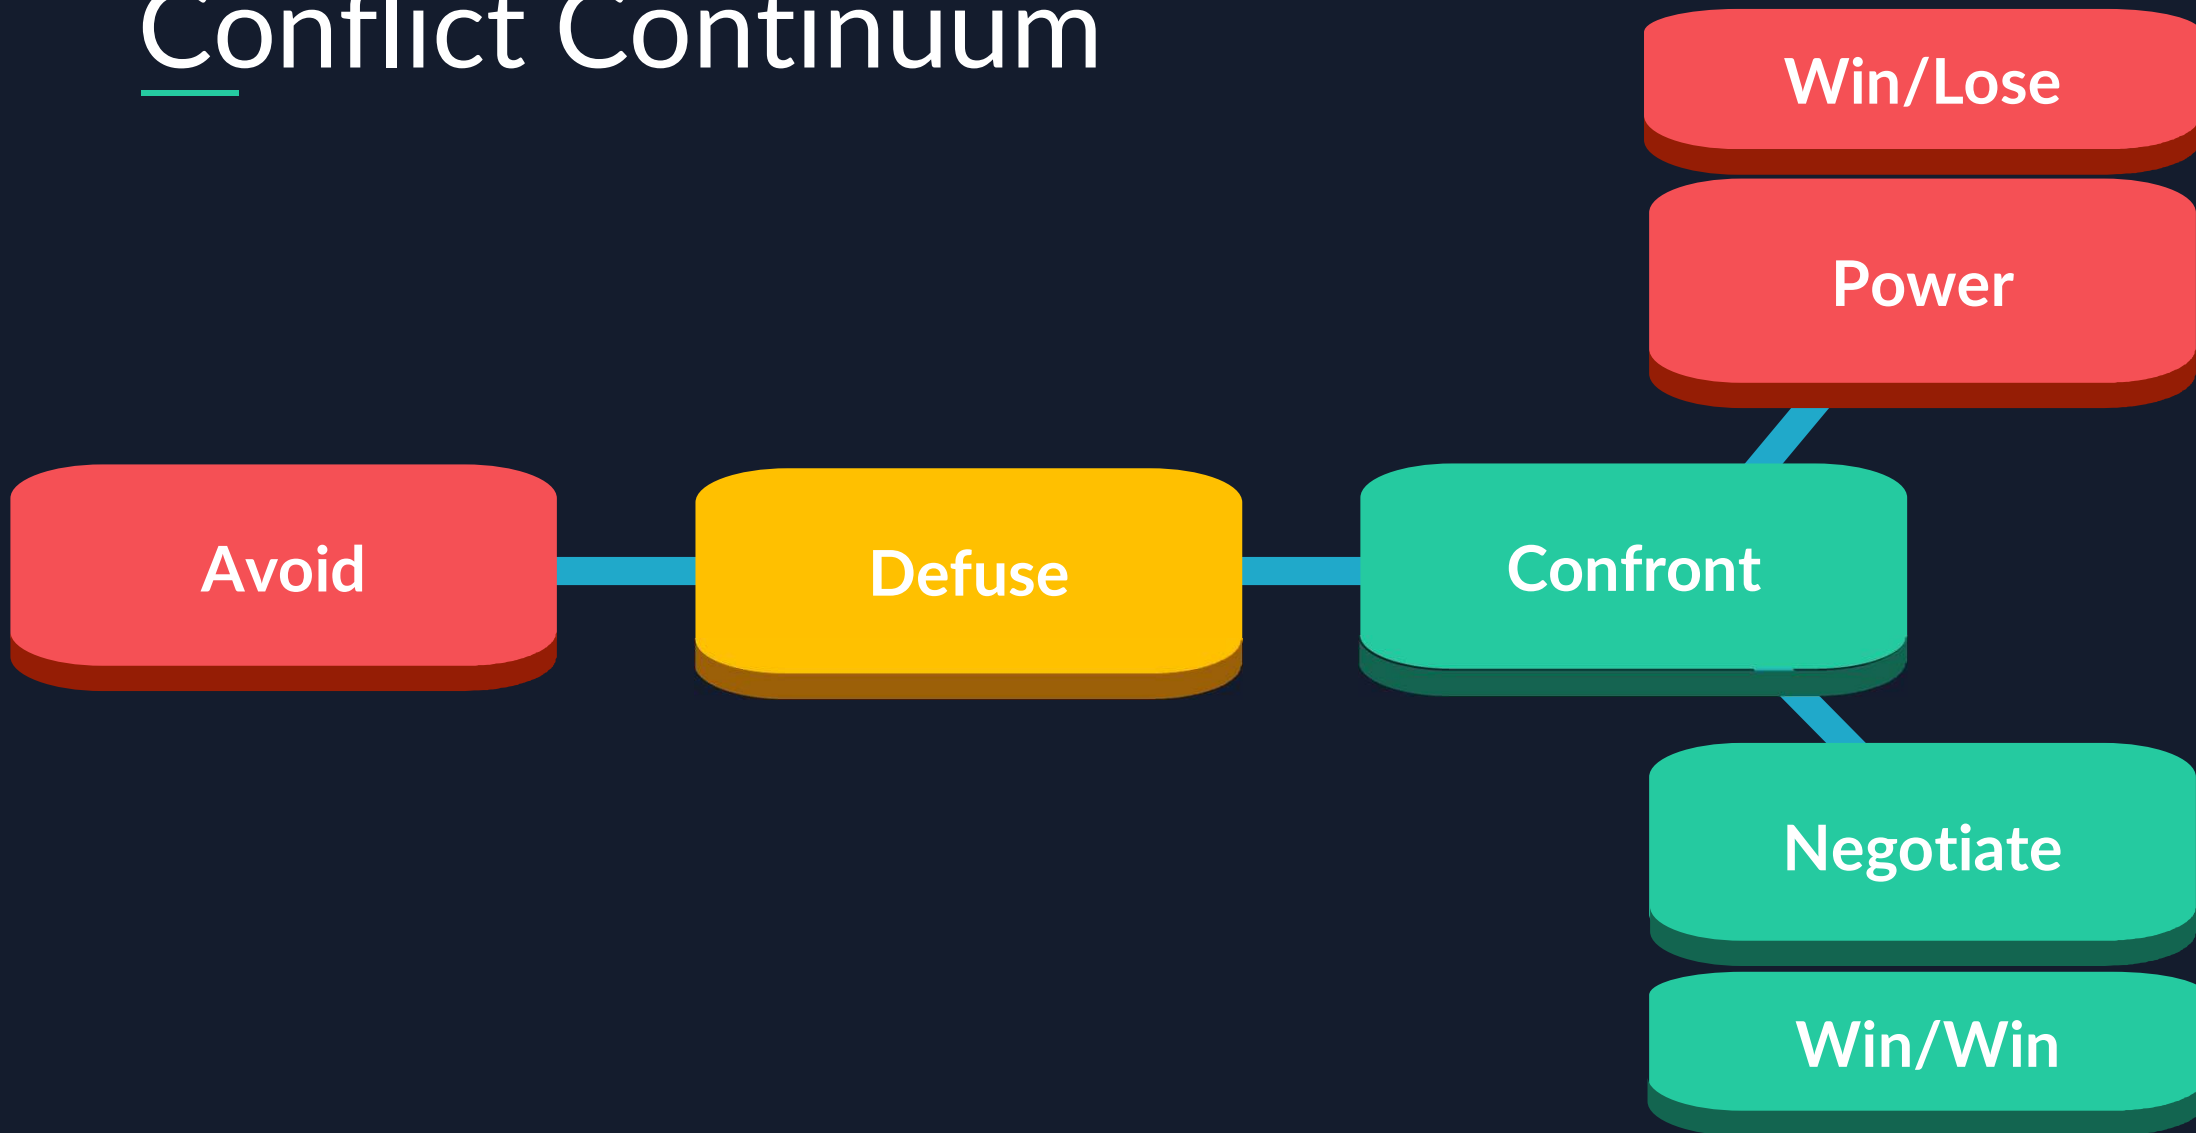 Conflict Continuum
Win/Lose
Power
Avoid
Defuse
Confront
Negotiate
Win/Win